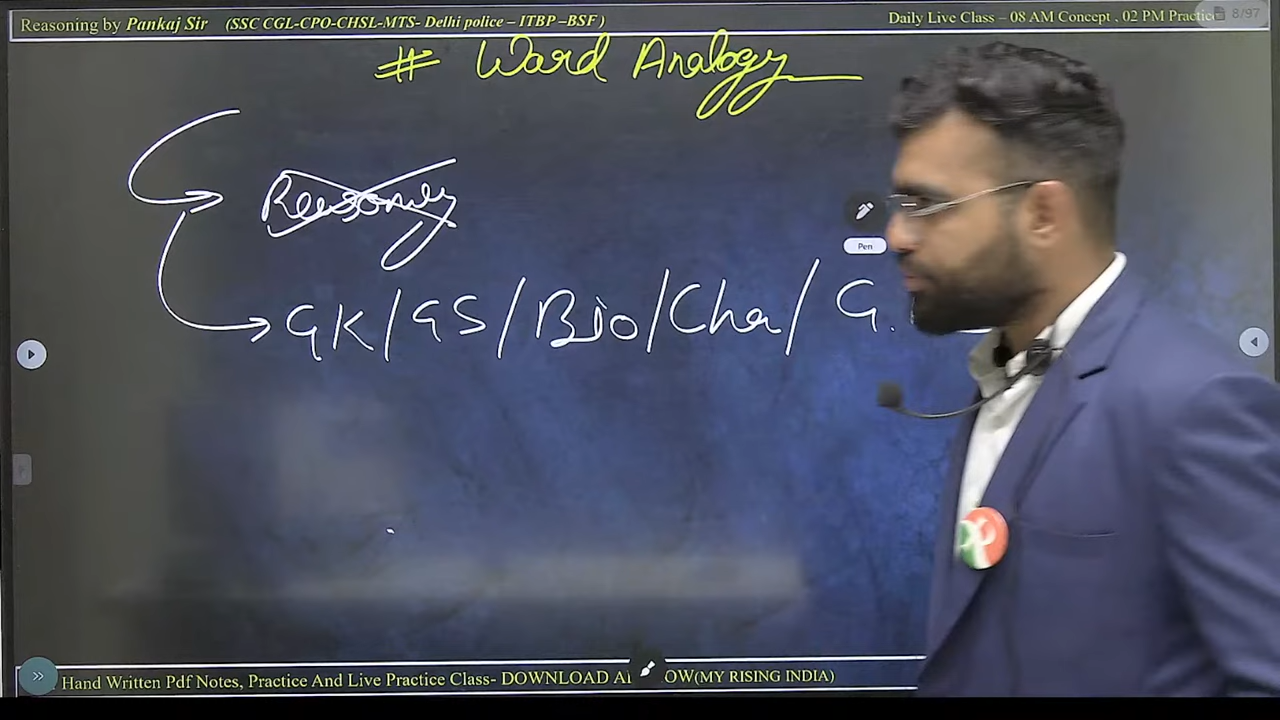 Reasoning by Pankaj Sir (SSC CGL-CPO-CHSL-MTS- Delhi police – ITBP –BSF ) Daily Live Class – 08 AM Concept , 02 PM Practice 8/97
# Word Analogy
Reasoning
Pen
GK/GS/Bio/Che/ G.
Hand Written Pdf Notes, Practice And Live Practice Class- DOWNLOAD OW(MY RISING INDIA)